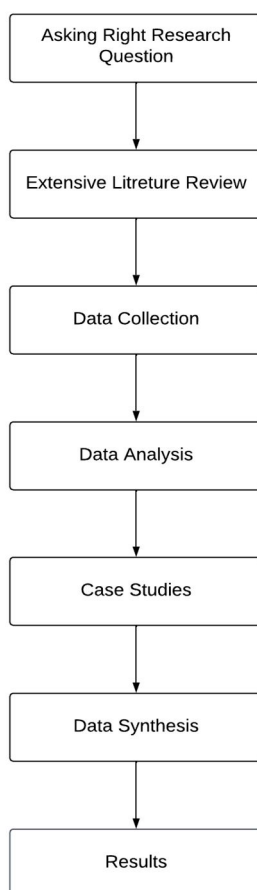 Asking Right Research
Question
Extensive Litreture Review
Data Collection
Data Analysis
Case Studies
Data Synthesis
Results